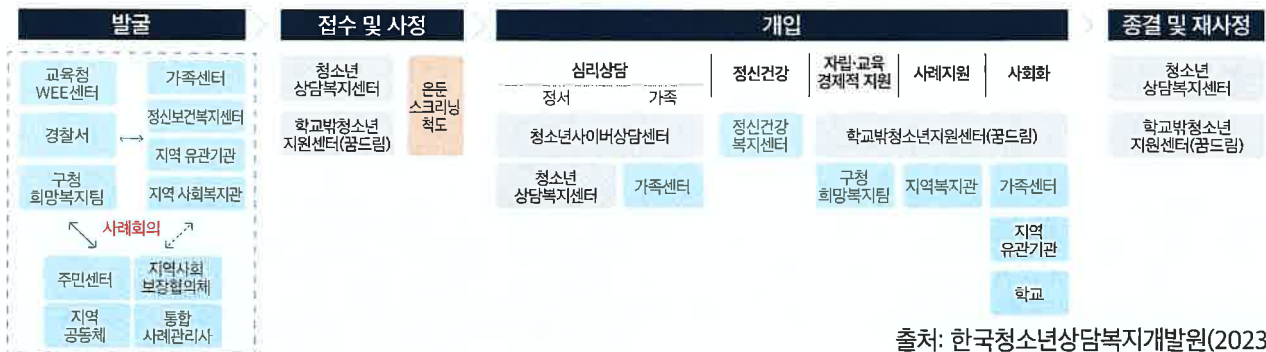 발굴
교육청
WEE센터
가족센터
경찰서
정신보건복지센터
지역 유관기관
구청
희망복지팀
지역 사회복지관
사례회의
주민센터
지역사회
보장협의체
지역
공동체
통합
사례관리사
접수 및 사정
청소년
상담복지센터
학교밖청소년
지원센터(꿈드림)
은둔
스크리닝
척도
개입
심리상담
정서
가족
정신건강
자립·교육
경제적 지원
사례지원
사회화
청소년사이버상담센터
정신건강
복지센터
학교밖청소년지원센터(꿈드림)
청소년
상담복지센터
가족센터
구청
희망복지팀
지역복지관
가족센터
지역
유관기관
학교
종결 및 재사정
청소년
상담복지센터
학교밖청소년
지원센터(꿈드림)
출처: 한국청소년상담복지개발원(2023